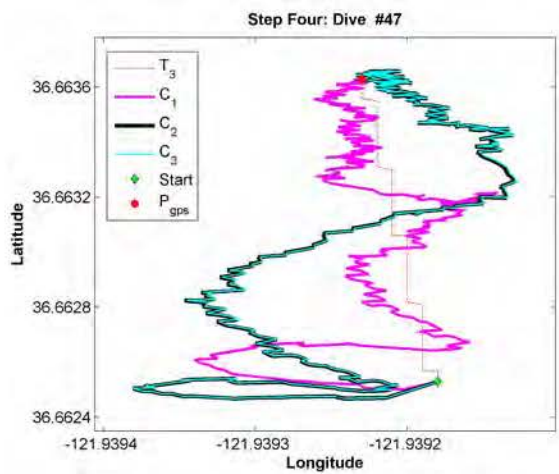 Step Four: Dive #47
T3
C1
C2
C3
Start
Pgps
36.6636
36.6632
36.6628
36.6624
Latitude
-121.9394
-121.9393
-121.9392
Longitude